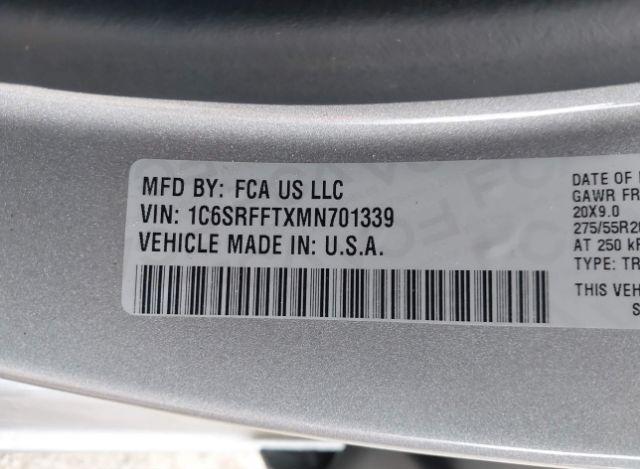 MFD BY: FCA US LLC
VIN: 1C6SRFFTXMN701339
VEHICLE MADE IN: U.S.A.
DATE OF
GAWR FR
20X9.0
275/55R20
AT 250
TYPE: TR
THIS VEH
S